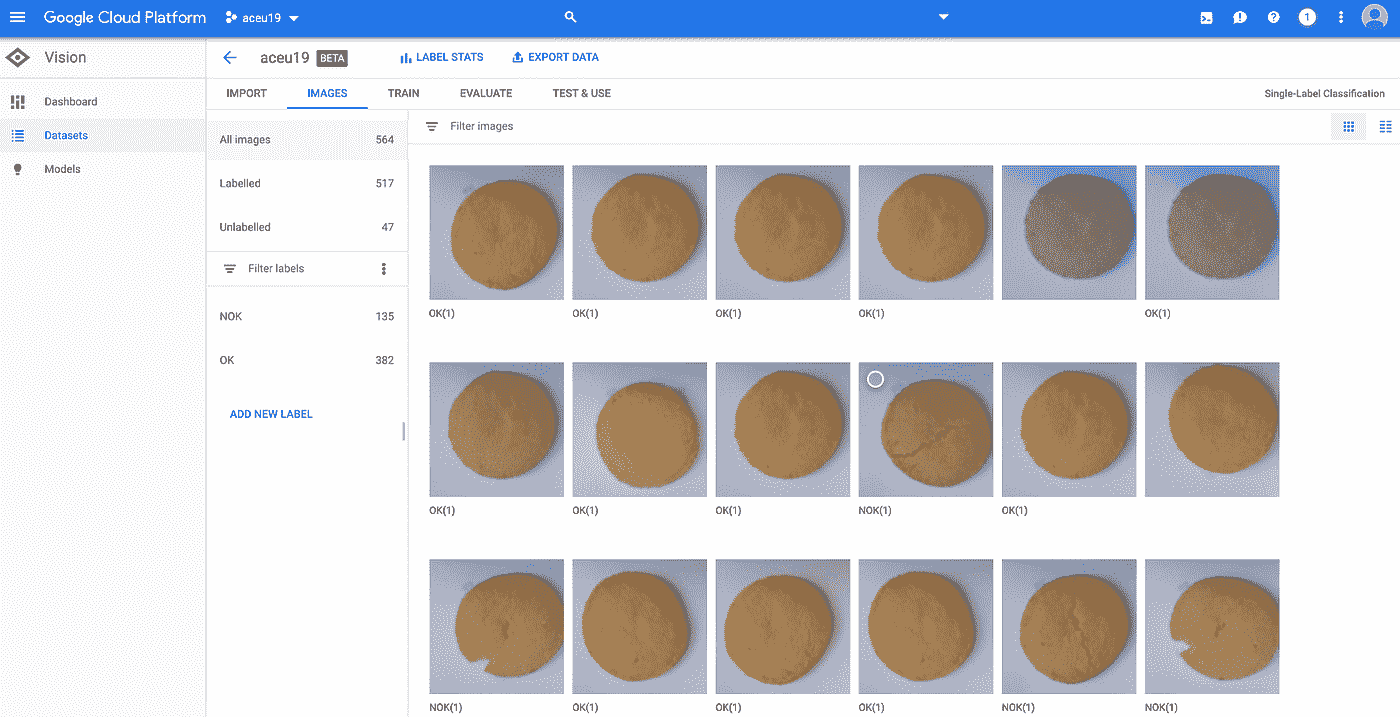 Google Cloud Platform aceu19 1
Vision
aceu19 BETA LABEL STATS EXPORT DATA
IMPORT IMAGES TRAIN EVALUATE TEST & USE Single-Label Classification
Dashboard
Datasets
Models
All images 564
Labelled 517
Unlabelled 47
Filter labels
NOK 135
OK 382
ADD NEW LABEL
Filter images
OK(1) OK(1) OK(1) OK(1) OK(1)
OK(1) OK(1) OK(1) NOK(1) OK(1)
NOK(1) OK(1) OK(1) OK(1) NOK(1) NOK(1)